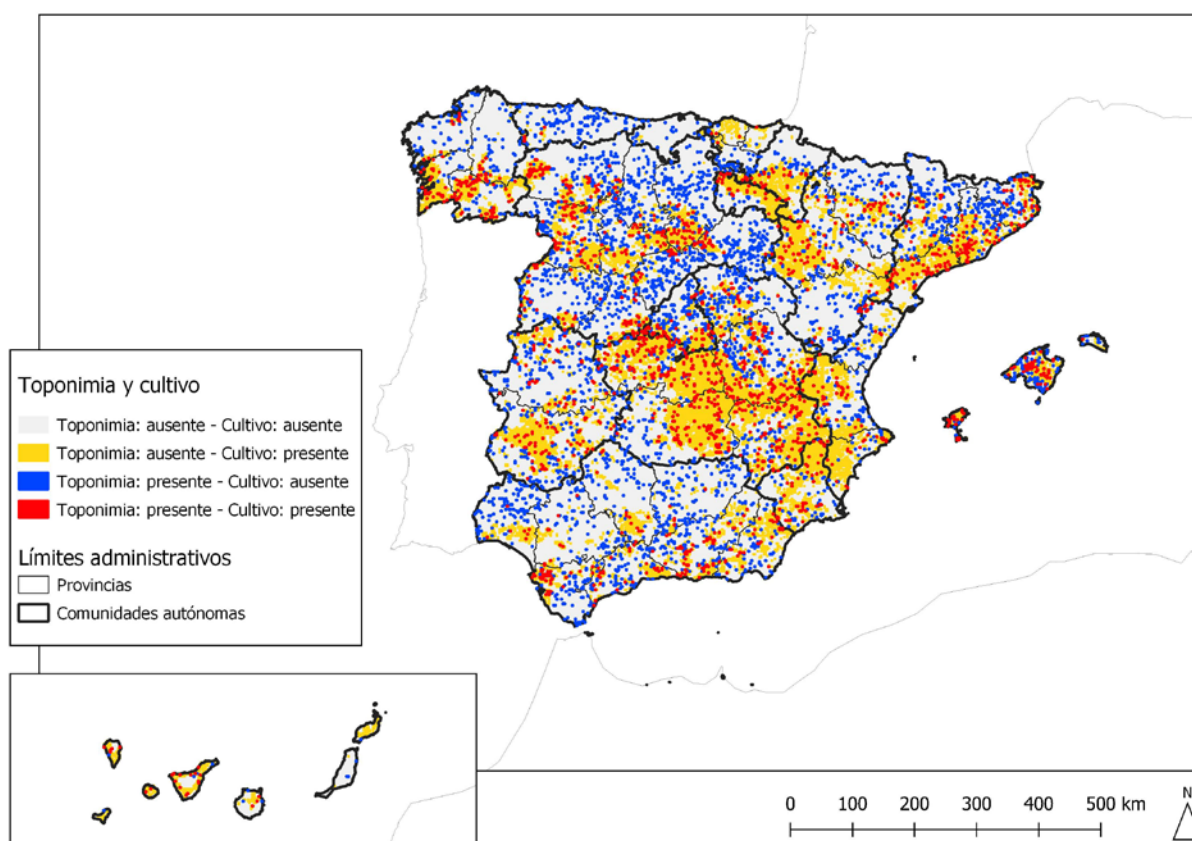 Toponimia y cultivo
Toponimia: ausente - Cultivo: ausente
Toponimia: ausente - Cultivo: presente
Toponimia: presente - Cultivo: ausente
Toponimia: presente - Cultivo: presente
Límites administrativos
Provincias
Comunidades autónomas
0 100 200 300 400 500 km
N